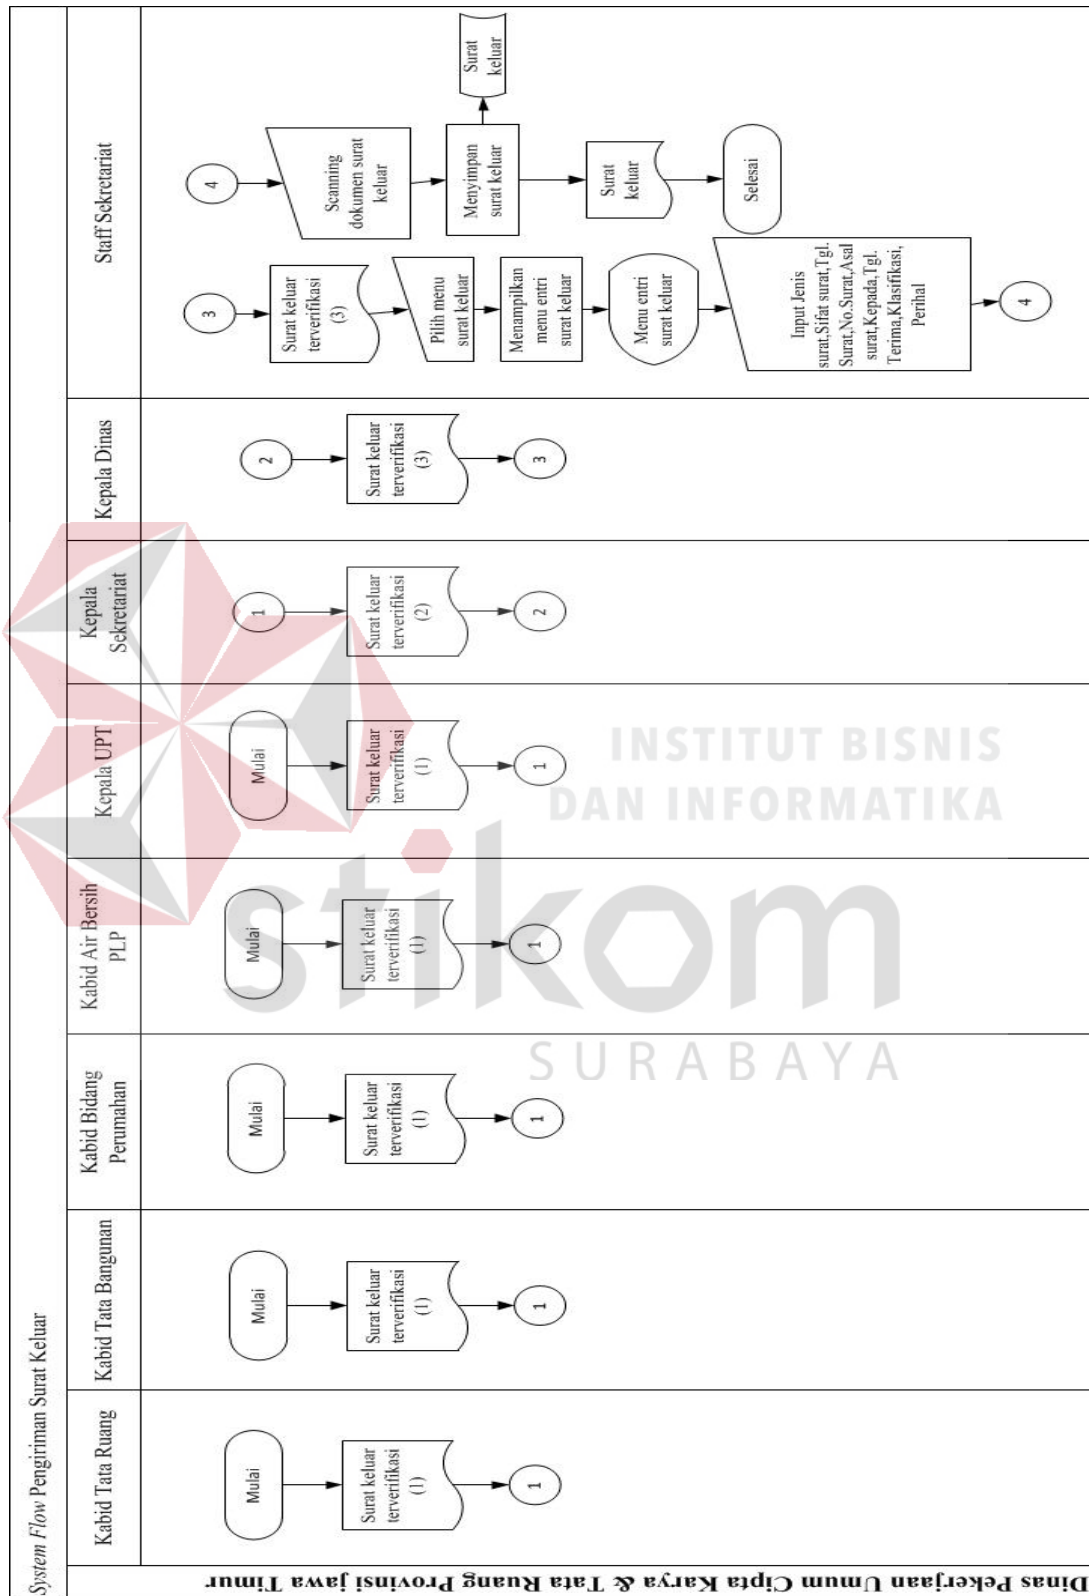 System Flow Pengiriman Surat Keluar
Dinas Pekerjaan Umum Cipta Karya & Tata Ruang Provinsi jawa Timur
Kabid Tata Ruang
Mulai
Surat keluar
terverifikasi
(1)
1
Kabid Tata Bangunan
Mulai
Surat keluar
terverifikasi
(1)
1
Kabid Bidang
Perumahan
Mulai
Surat keluar
terverifikasi
(1)
1
Kabid Air Bersih
PLP
Mulai
Surat keluar
terverifikasi
(1)
1
Kepala UPT
Mulai
Surat keluar
terverifikasi
(1)
1
Kepala
Sekretariat
1
Surat keluar
terverifikasi
(2)
2
Kepala Dinas
2
Surat keluar
terverifikasi
(3)
3
Staff Sekretariat
3
Surat keluar
terverifikasi
(3)
Pilih menu
surat keluar
Menampilkan
menu entri
surat keluar
Menu entri
surat keluar
Input Jenis
surat,Sifat surat,Tgl.
Surat,No.Surat,Asal
surat,Kepada,Tgl.
Terima,Klasifikasi,
Perihal
4
4
Scanning
dokumen surat
keluar
Menyimpan
surat keluar
Surat
keluar
Surat
keluar
Selesai
INSTITUT BISNIS
DAN INFORMATIKA
stikom
SURABAYA